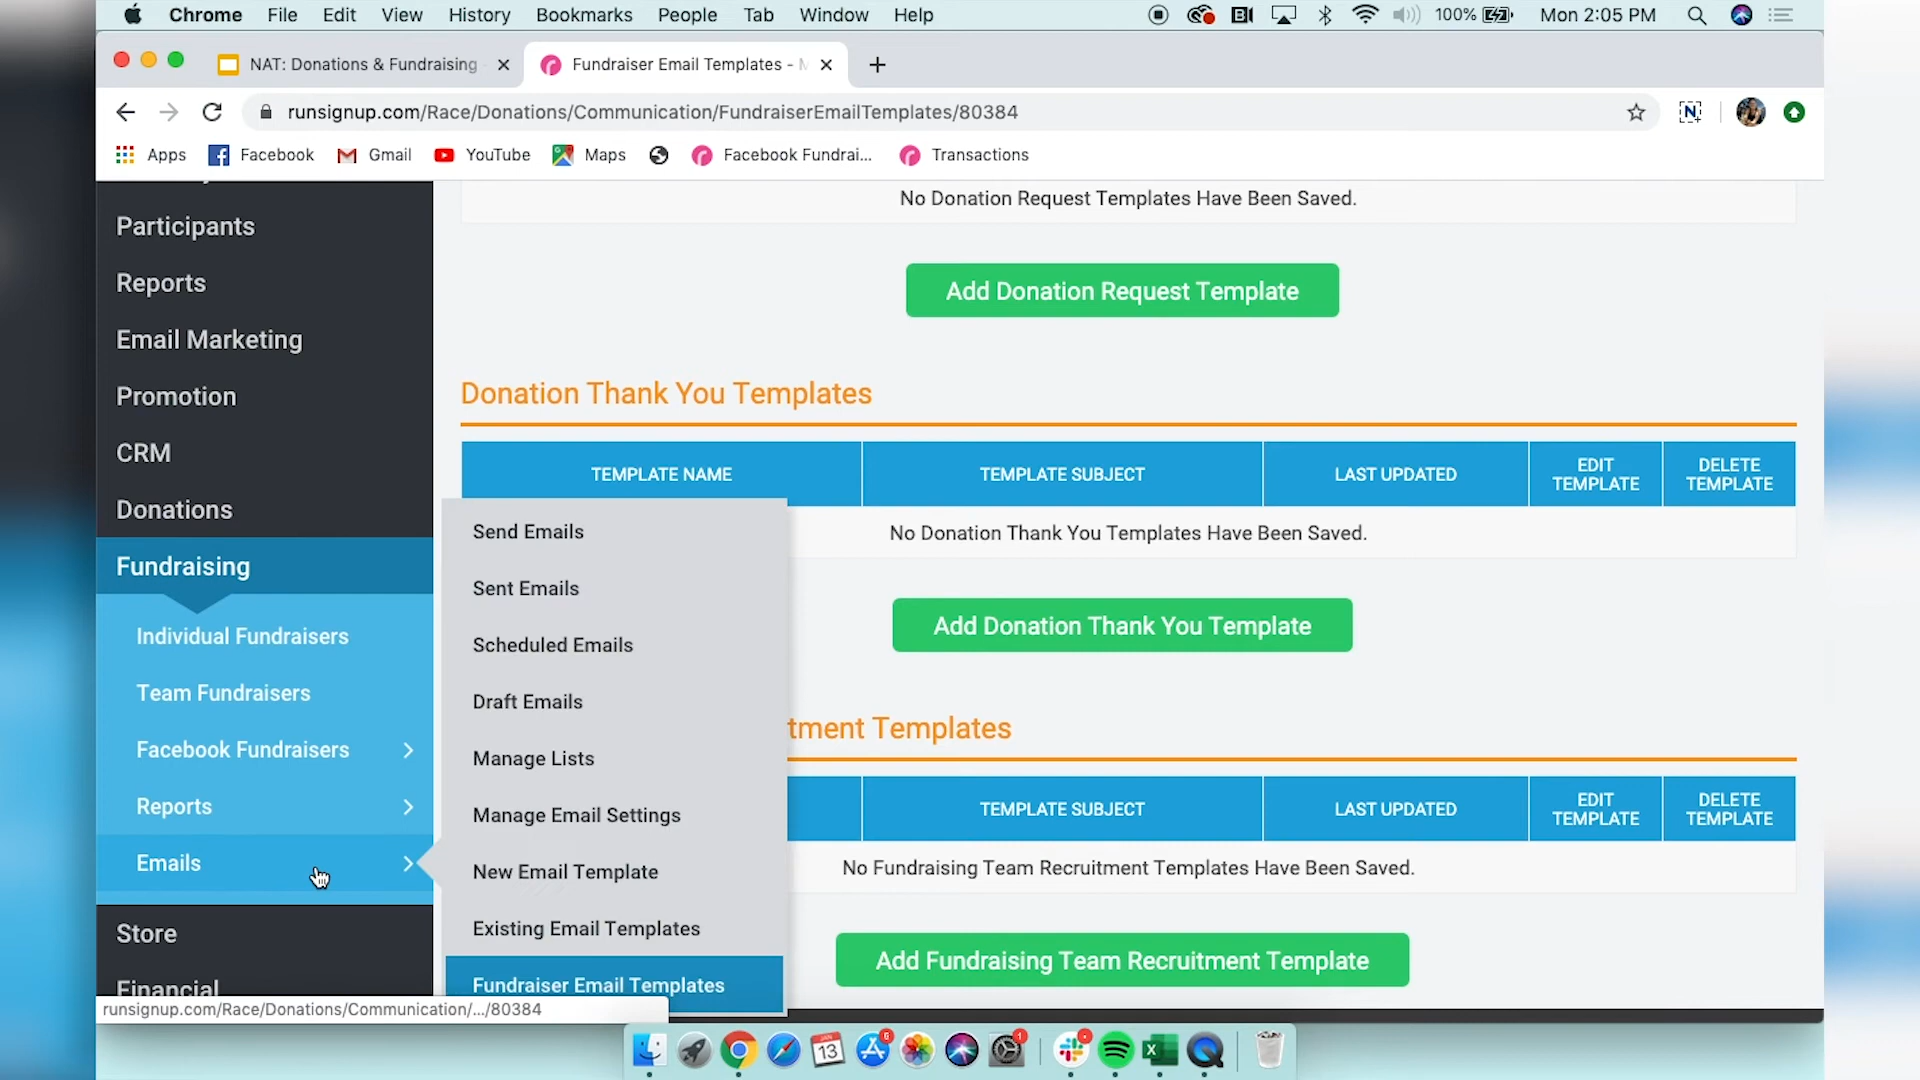 Chrome File Edit View History Bookmarks People Tab Window Help 100% Mon 2:05 PM
NAT: Donations & Fundraising
Fundraiser Email Templates -
runsignup.com/Race/Donations/Communication/FundraiserEmailTemplates/80384
Apps Facebook Gmail YouTube Maps Facebook Fundrai... Transactions
Participants
Reports
Email Marketing
Promotion
CRM
Donations
Fundraising
Individual Fundraisers
Team Fundraisers
Facebook Fundraisers
Reports
Emails
Store
Financial
runsignup.com/Race/Donations/Communication/.../80384
Send Emails
Sent Emails
Scheduled Emails
Draft Emails
Manage Lists
Manage Email Settings
New Email Template
Existing Email Templates
Fundraiser Email Templates
No Donation Request Templates Have Been Saved.
Add Donation Request Template
Donation Thank You Templates
TEMPLATE NAME TEMPLATE SUBJECT LAST UPDATED EDIT TEMPLATE DELETE TEMPLATE
No Donation Thank You Templates Have Been Saved.
Add Donation Thank You Template
tment Templates
TEMPLATE SUBJECT LAST UPDATED EDIT TEMPLATE DELETE TEMPLATE
No Fundraising Team Recruitment Templates Have Been Saved.
Add Fundraising Team Recruitment Template
JAN
13
6
1